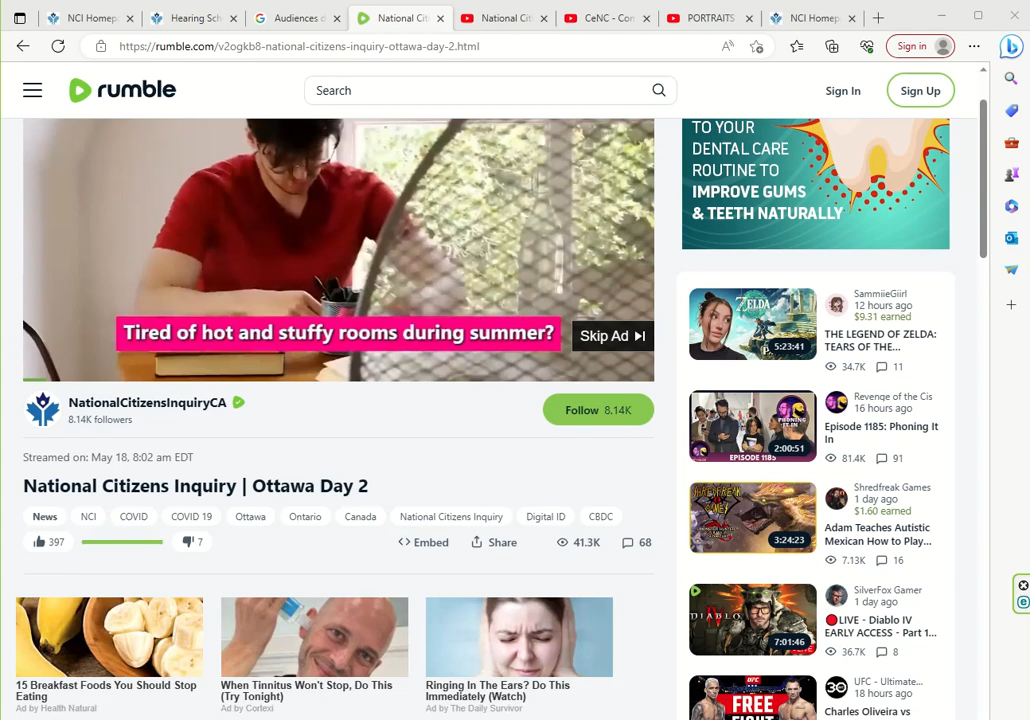 NCI Homepa
Hearing Sch
Audiences d
National Cit
National Cit
CeNC - Con
PORTRAITS
NCI Homep
https://rumble.com/v2ogkb8-national-citizens-inquiry-ottawa-day-2.html
Sign in
rumble
Search
Sign In
Sign Up
TO YOUR
DENTAL CARE
ROUTINE TO
IMPROVE GUMS
& TEETH NATURALLY
Tired of hot and stuffy rooms during summer?
Skip Ad
NationalCitizensInquiryCA
8.14K followers
Follow 8.14K
Streamed on: May 18, 8:02 am EDT
National Citizens Inquiry | Ottawa Day 2
News NCI COVID COVID 19 Ottawa Ontario Canada National Citizens Inquiry Digital ID CBDC
397 7 <> Embed Share 41.3K 68
15 Breakfast Foods You Should Stop
Eating
Ad by Health Natural
When Tinnitus Won't Stop, Do This
(Try Tonight)
Ad by Cortexi
Ringing In The Ears? Do This
Immediately (Watch)
Ad by The Daily Survivor
ZELDA
5:23:41
SammiieGiirl
12 hours ago
$9.31 earned
THE LEGEND OF ZELDA:
TEARS OF THE...
34.7K 11
PHONING
IT IN
EPISODE 1185
2:00:51
Revenge of the Cis
16 hours ago
Episode 1185: Phoning It
In
81.4K 91
3:24:23
Shredfreak Games
1 day ago
$1.60 earned
Adam Teaches Autistic
Mexican How to Play...
7.13K 16
DIABLO IV
7:01:46
SilverFox Gamer
1 day ago
LIVE - Diablo IV
EARLY ACCESS - Part 1...
36.7K 8
UFC
FREE
FIGHT
30
UFC - Ultimate...
18 hours ago
Charles Oliveira vs